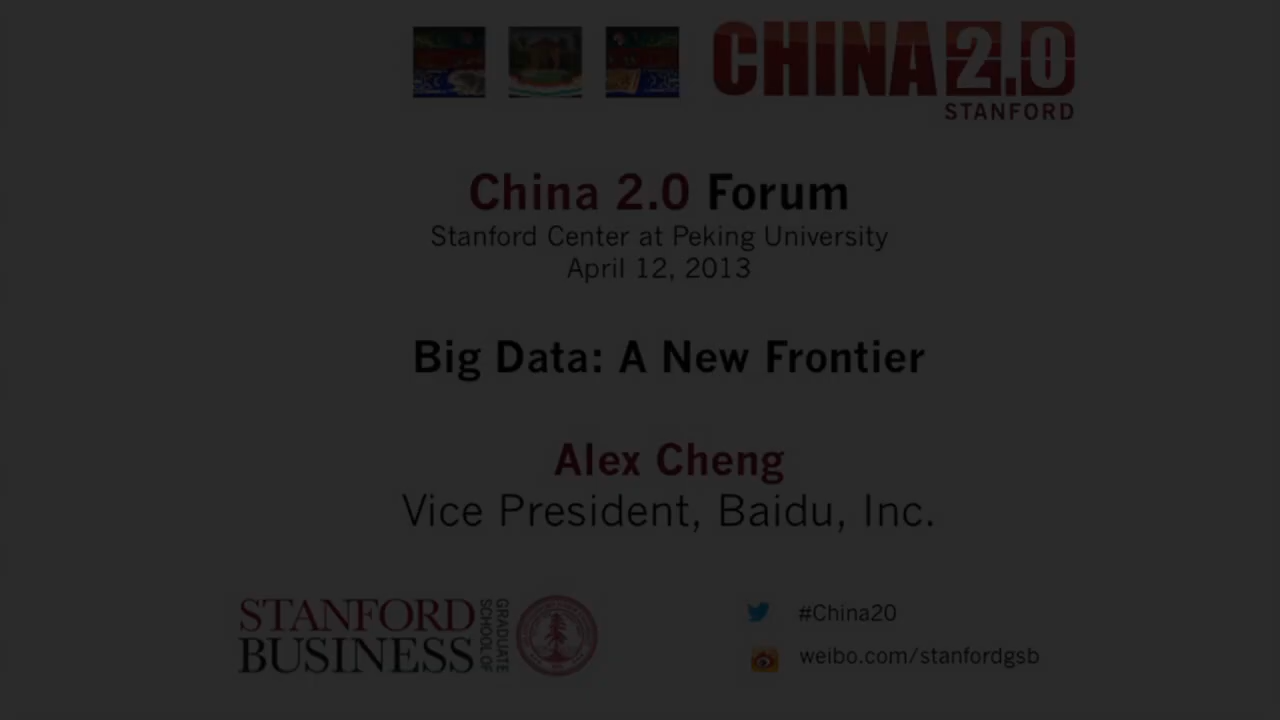 CHINA 2.0
STANFORD
China 2.0 Forum
Stanford Center at Peking University
April 12, 2013
Big Data: A New Frontier
Alex Cheng
Vice President, Baidu, Inc.
STANFORD
BUSINESS
GRADUATE
SCHOOL OF
#China20
weibo.com/stanfordgsb